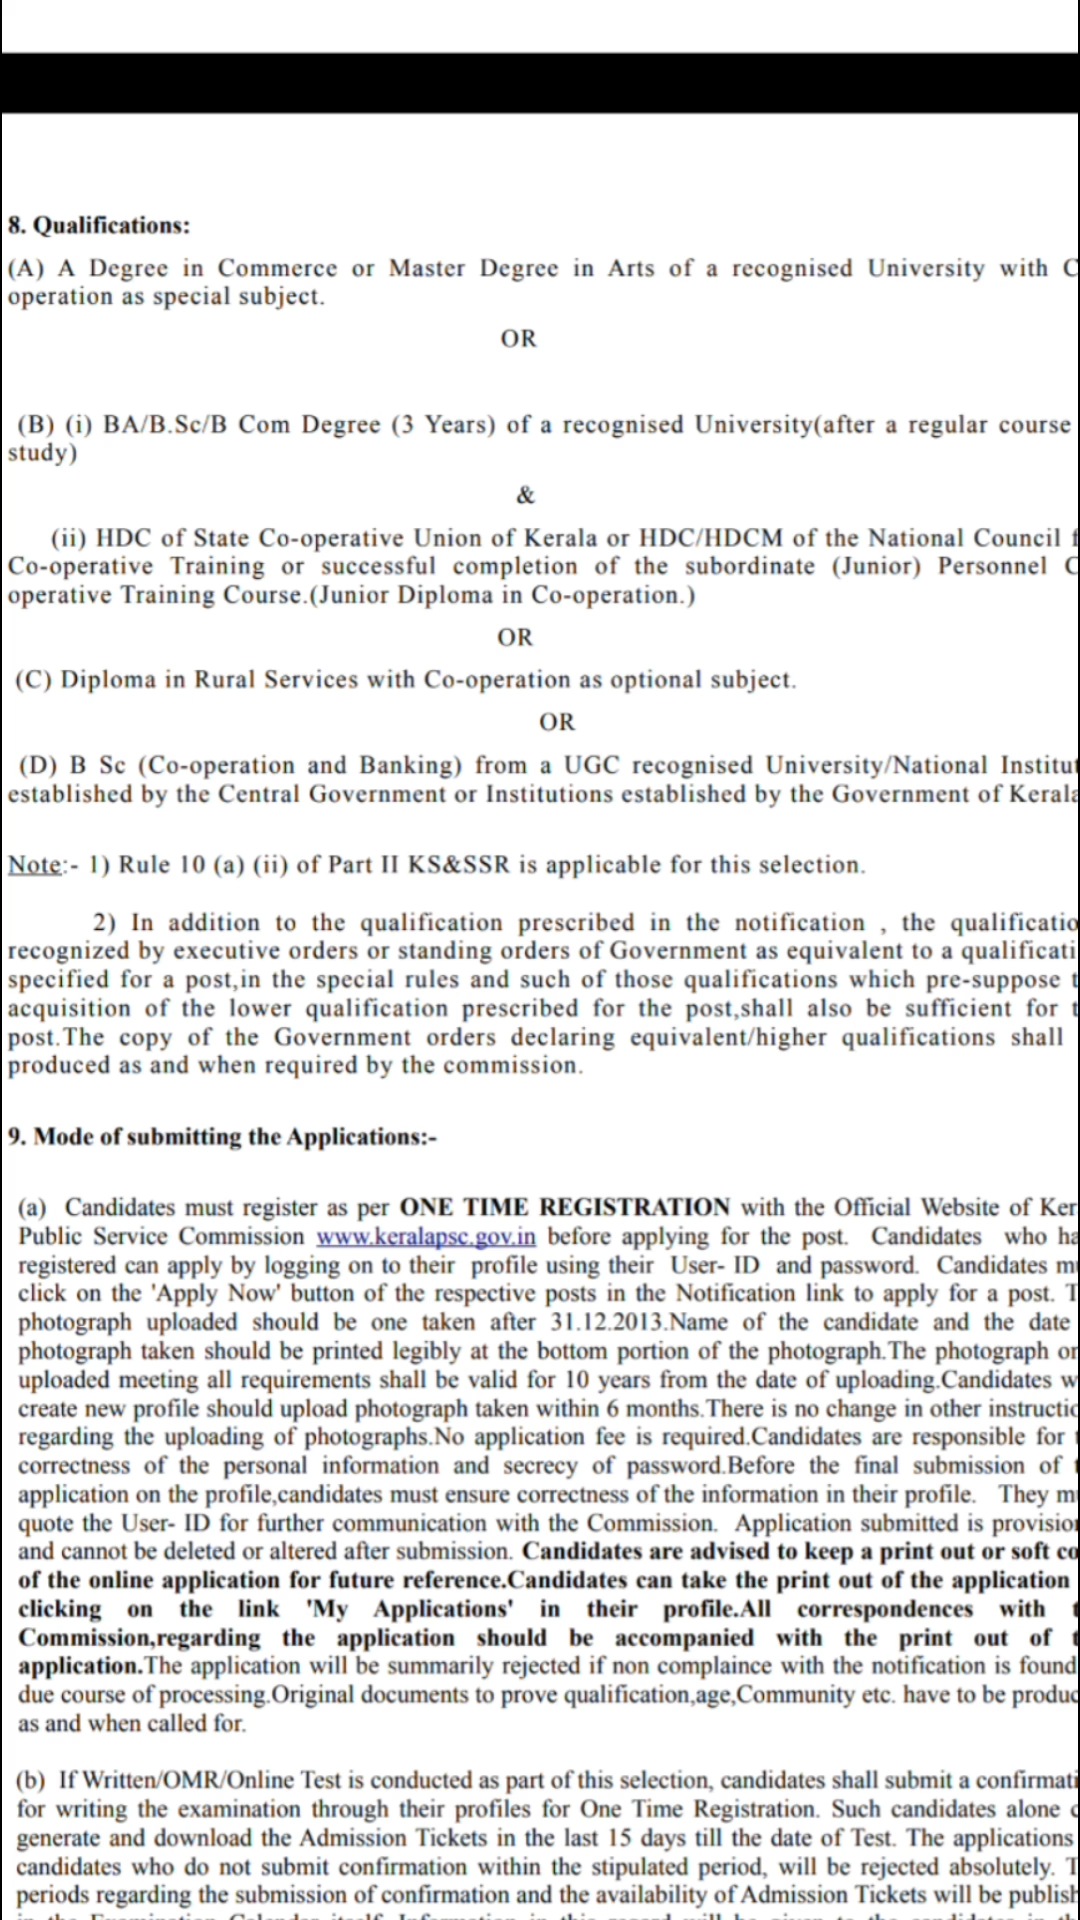 8. Qualifications:
(A) A Degree in Commerce or Master Degree in Arts of a recognised University with C
operation as special subject.
OR
(B) (i) BA/B.Sc/B Com Degree (3 Years) of a recognised University(after a regular course
study)
&
(ii) HDC of State Co-operative Union of Kerala or HDC/HDCM of the National Council
Co-operative Training or successful completion of the subordinate (Junior) Personnel C
operative Training Course.(Junior Diploma in Co-operation.)
OR
(C) Diploma in Rural Services with Co-operation as optional subject.
OR
(D) B Sc (Co-operation and Banking) from a UGC recognised University/National Institut
established by the Central Government or Institutions established by the Government of Kerala
Note:- 1) Rule 10 (a) (ii) of Part II KS&SSR is applicable for this selection.
2) In addition to the qualification prescribed in the notification , the qualificatio
recognized by executive orders or standing orders of Government as equivalent to a qualificati
specified for a post,in the special rules and such of those qualifications which pre-suppose t
acquisition of the lower qualification prescribed for the post,shall also be sufficient for t
post.The copy of the Government orders declaring equivalent/higher qualifications shall
produced as and when required by the commission.
9. Mode of submitting the Applications:-
(a) Candidates must register as per ONE TIME REGISTRATION with the Official Website of Ker
Public Service Commission www.keralapsc.gov.in before applying for the post. Candidates who ha
registered can apply by logging on to their profile using their User- ID and password. Candidates mu
click on the 'Apply Now' button of the respective posts in the Notification link to apply for a post. T
photograph uploaded should be one taken after 31.12.2013.Name of the candidate and the date
photograph taken should be printed legibly at the bottom portion of the photograph.The photograph on
uploaded meeting all requirements shall be valid for 10 years from the date of uploading.Candidates w
create new profile should upload photograph taken within 6 months.There is no change in other instructio
regarding the uploading of photographs.No application fee is required.Candidates are responsible for
correctness of the personal information and secrecy of password.Before the final submission of
application on the profile,candidates must ensure correctness of the information in their profile. They mu
quote the User- ID for further communication with the Commission. Application submitted is provision
and cannot be deleted or altered after submission. Candidates are advised to keep a print out or soft co
of the online application for future reference.Candidates can take the print out of the application
clicking on the link 'My Applications' in their profile.All correspondences with t
Commission,regarding the application should be accompanied with the print out of t
application.The application will be summarily rejected if non complaince with the notification is found
due course of processing.Original documents to prove qualification,age,Community etc. have to be produc
as and when called for.
(b) If Written/OMR/Online Test is conducted as part of this selection, candidates shall submit a confirmati
for writing the examination through their profiles for One Time Registration. Such candidates alone c
generate and download the Admission Tickets in the last 15 days till the date of Test. The applications
candidates who do not submit confirmation within the stipulated period, will be rejected absolutely. T
periods regarding the submission of confirmation and the availability of Admission Tickets will be publish